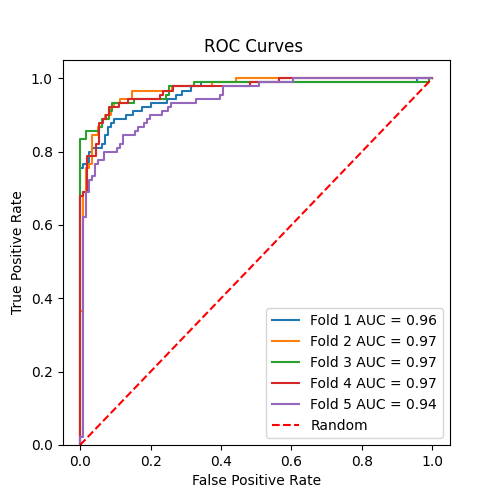 ROC Curves
True Positive Rate
1.0
0.8
0.6
0.4
0.2
0.0
Fold 1 AUC = 0.96
Fold 2 AUC = 0.97
Fold 3 AUC = 0.97
Fold 4 AUC = 0.97
Fold 5 AUC = 0.94
Random
0.0 0.2 0.4 0.6 0.8 1.0
False Positive Rate